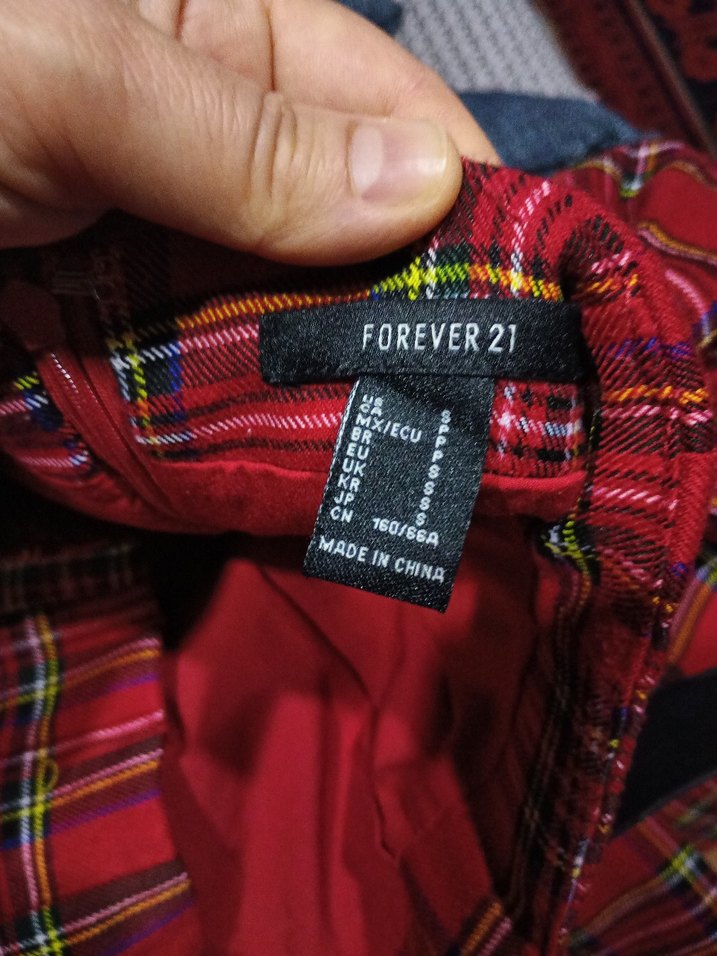 FOREVER 21
US S
CA P
MX/ECU P
BR P
EU S
UK S
KR S
JP S
CN 160/66A
MADE IN CHINA